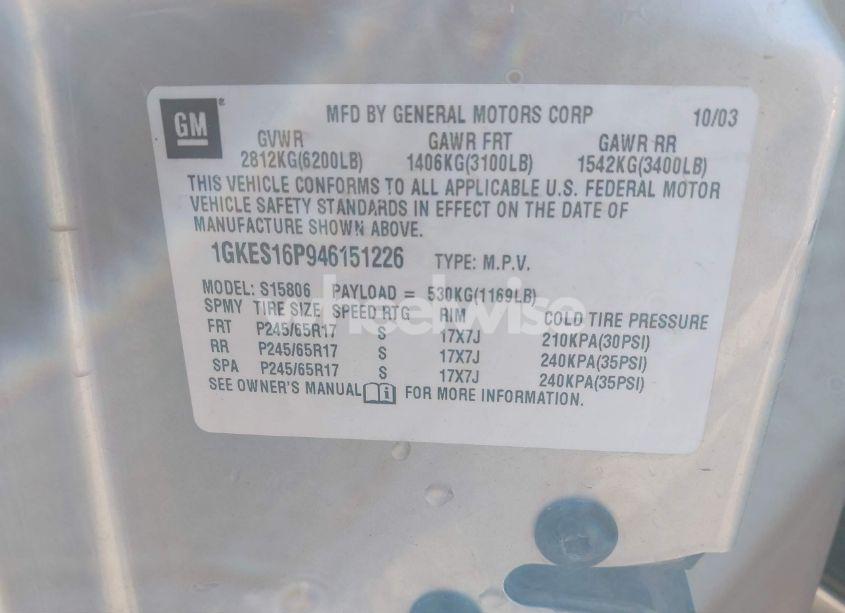 GM ® MFD BY GENERAL MOTORS CORP 10/03
GVWR GAWR FRT GAWR RR
2812KG(6200LB) 1406KG(3100LB) 1542KG(3400LB)
THIS VEHICLE CONFORMS TO ALL APPLICABLE U.S. FEDERAL MOTOR
VEHICLE SAFETY STANDARDS IN EFFECT ON THE DATE OF
MANUFACTURE SHOWN ABOVE.
1GKES16P946151226 TYPE: M.P.V.
MODEL: S15806 PAYLOAD = 530KG(1169LB)
wheelwise
SPMY TIRE SIZE SPEED RTG RIM COLD TIRE PRESSURE
FRT P245/65R17 S 17X7J 210KPA(30PSI)
RR P245/65R17 S 17X7J 240KPA(35PSI)
SPA P245/65R17 S 17X7J 240KPA(35PSI)
SEE OWNER'S MANUAL FOR MORE INFORMATION.